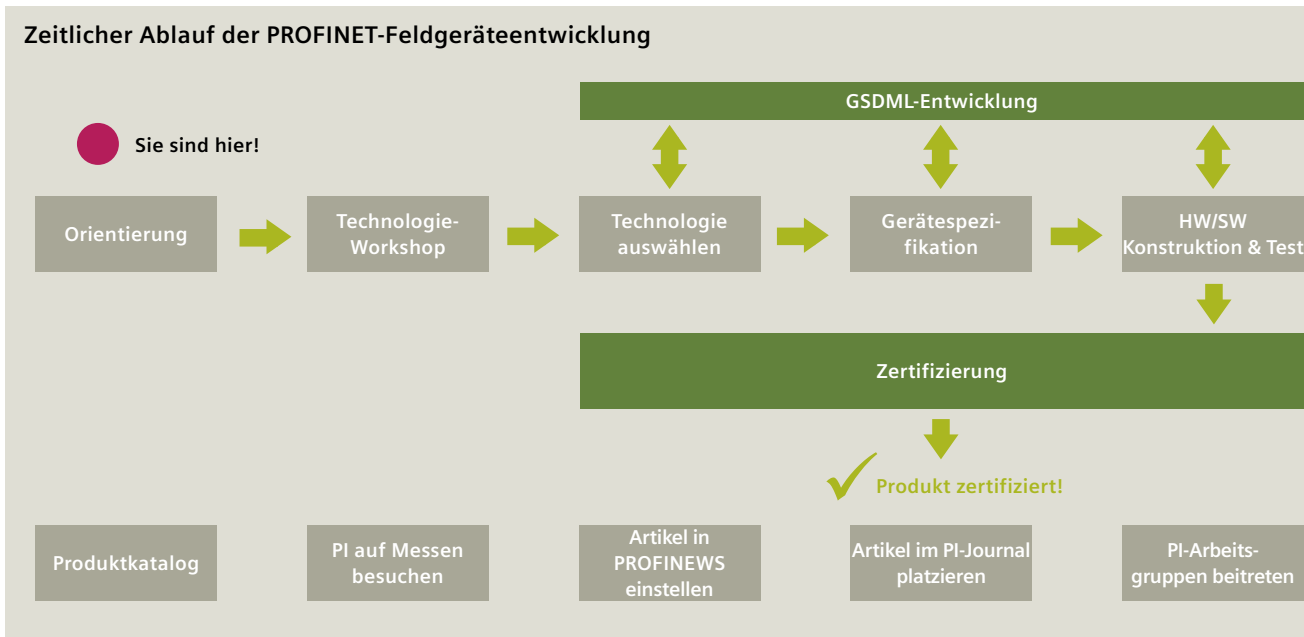 Zeitlicher Ablauf der PROFINET-Feldgeräteentwicklung
GSDML-Entwicklung
Sie sind hier!
Orientierung
Technologie-
Workshop
Technologie
auswählen
Gerätespezi-
fikation
HW/SW
Konstruktion & Test
Zertifizierung
Produkt zertifiziert!
Produktkatalog
PI auf Messen
besuchen
Artikel in
PROFINEWS
einstellen
Artikel im PI-Journal
platzieren
PI-Arbeits-
gruppen beitreten